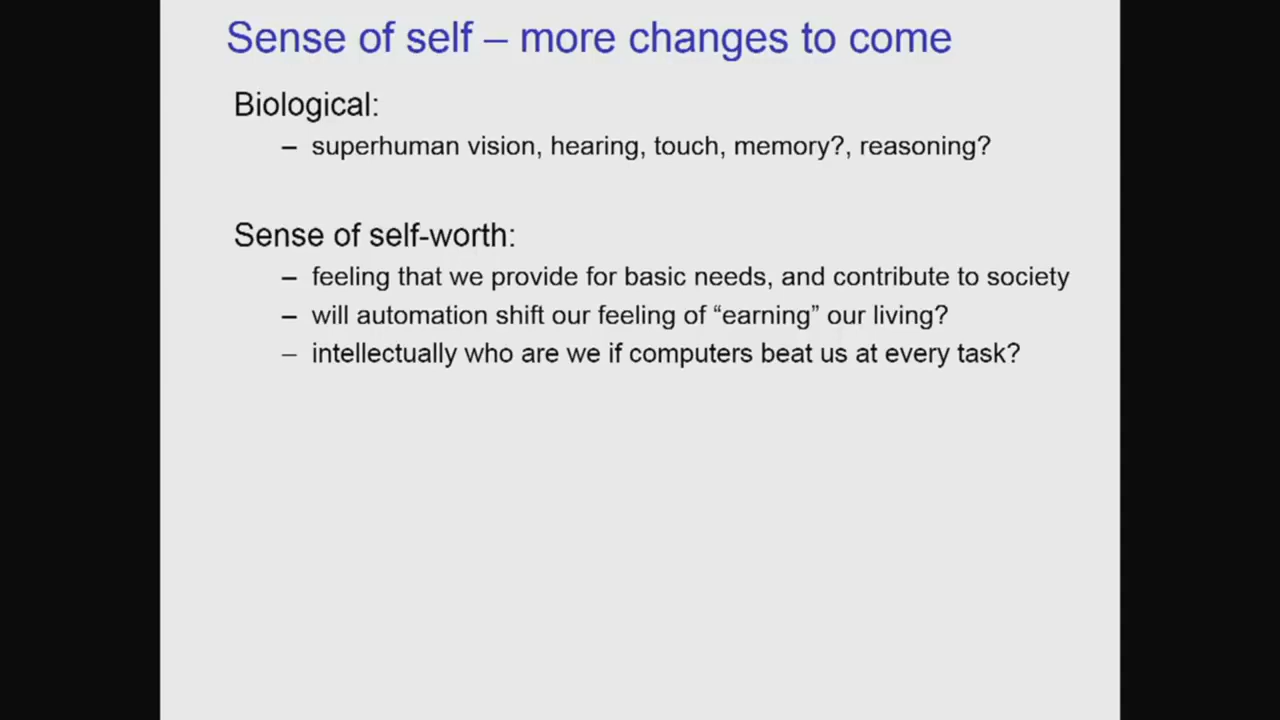 Sense of self – more changes to come
Biological:
– superhuman vision, hearing, touch, memory?, reasoning?
Sense of self-worth:
– feeling that we provide for basic needs, and contribute to society
– will automation shift our feeling of “earning” our living?
– intellectually who are we if computers beat us at every task?